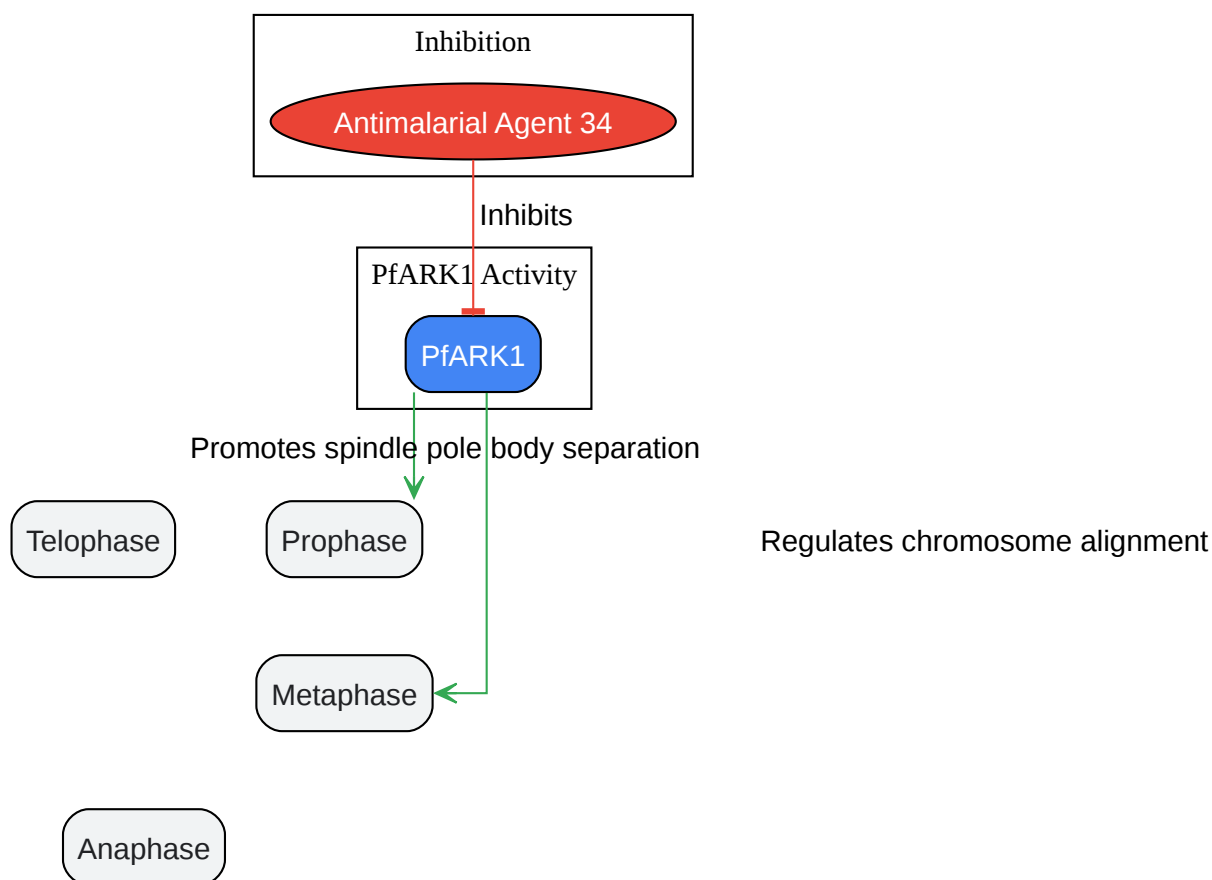 Inhibition
Antimalarial Agent 34
Inhibits
PfARK1 Activity
PfARK1
Promotes spindle pole body separation
Telophase
Prophase
Regulates chromosome alignment
Metaphase
Anaphase